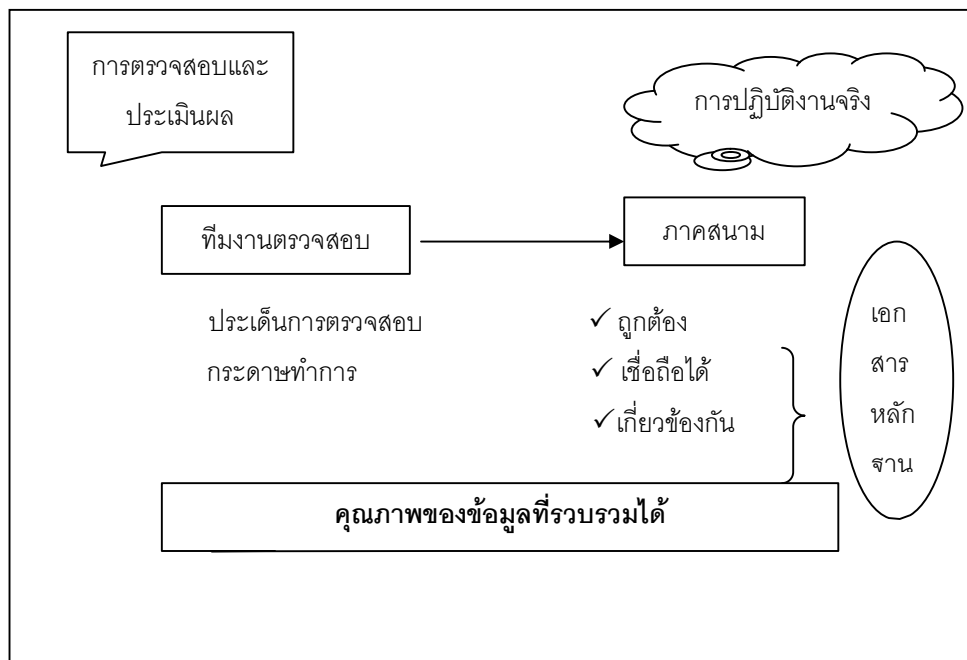 การตรวจสอบและ
ประเมินผล
การปฏิบัติงานจริง
ทีมงานตรวจสอบ
ภาคสนาม
ประเด็นการตรวจสอบ
กระดาษทำการ
✓ ถูกต้อง
✓ เชื่อถือได้
✓ เกี่ยวข้องกัน
เอก
สาร
หลัก
ฐาน
คุณภาพของข้อมูลที่รวบรวมได้